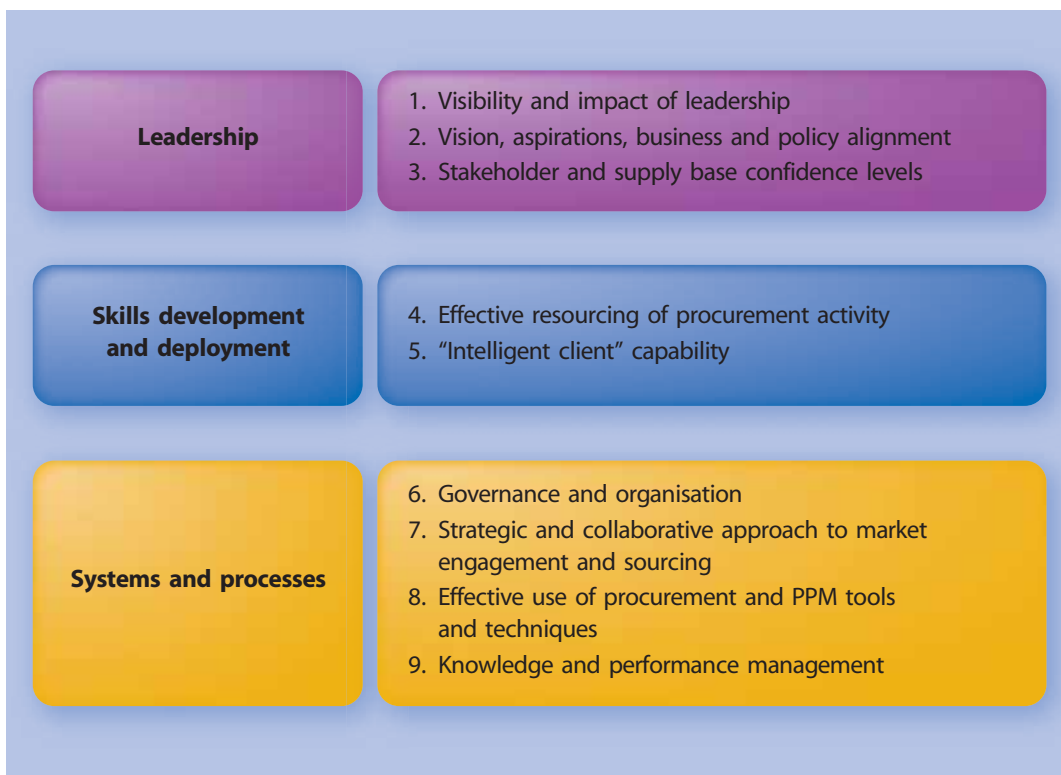 Leadership
1. Visibility and impact of leadership
2. Vision, aspirations, business and policy alignment
3. Stakeholder and supply base confidence levels
Skills development
and deployment
4. Effective resourcing of procurement activity
5. “Intelligent client” capability
Systems and processes
6. Governance and organisation
7. Strategic and collaborative approach to market
engagement and sourcing
8. Effective use of procurement and PPM tools
and techniques
9. Knowledge and performance management